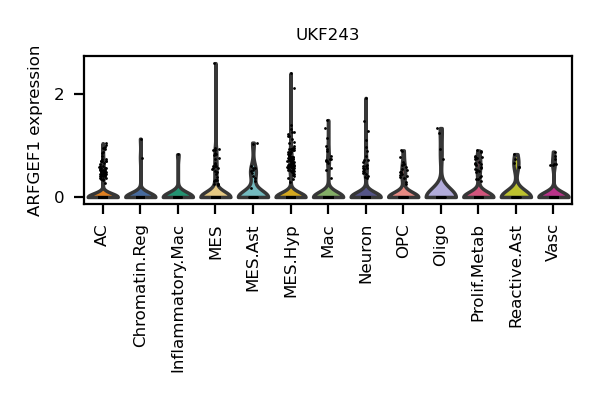 UKF243
ARFGEF1 expression
2
0
AC
Chromatin.Reg
Inflammatory.Mac
MES
MES.Ast
MES.Hyp
Mac
Neuron
OPC
Oligo
Prolif.Metab
Reactive.Ast
Vasc